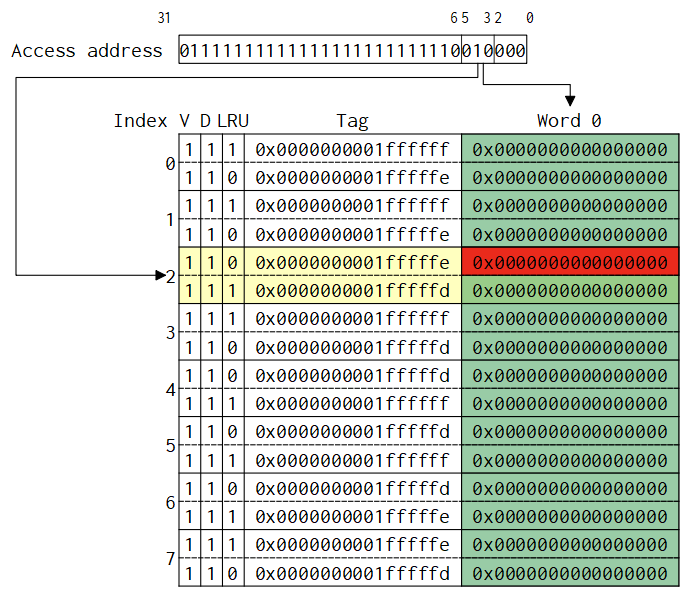 31 6 5 3 2 0
Access address 01111111111111111111111110010000
Index V D LRU Tag Word 0
1 1 1 0x0000000001ffffff 0x0000000000000000
0
1 1 0 0x0000000001fffffe 0x0000000000000000
1 1 1 0x0000000001ffffff 0x0000000000000000
1
1 1 0 0x0000000001fffffe 0x0000000000000000
1 1 0 0x0000000001fffffe 0x0000000000000000
2
1 1 1 0x0000000001fffffd 0x0000000000000000
1 1 1 0x0000000001ffffff 0x0000000000000000
3
1 1 0 0x0000000001fffffd 0x0000000000000000
1 1 0 0x0000000001fffffd 0x0000000000000000
4
1 1 1 0x0000000001ffffff 0x0000000000000000
1 1 0 0x0000000001fffffd 0x0000000000000000
5
1 1 1 0x0000000001ffffff 0x0000000000000000
1 1 0 0x0000000001fffffd 0x0000000000000000
6
1 1 1 0x0000000001fffffe 0x0000000000000000
1 1 1 0x0000000001fffffe 0x0000000000000000
7
1 1 0 0x0000000001fffffd 0x0000000000000000